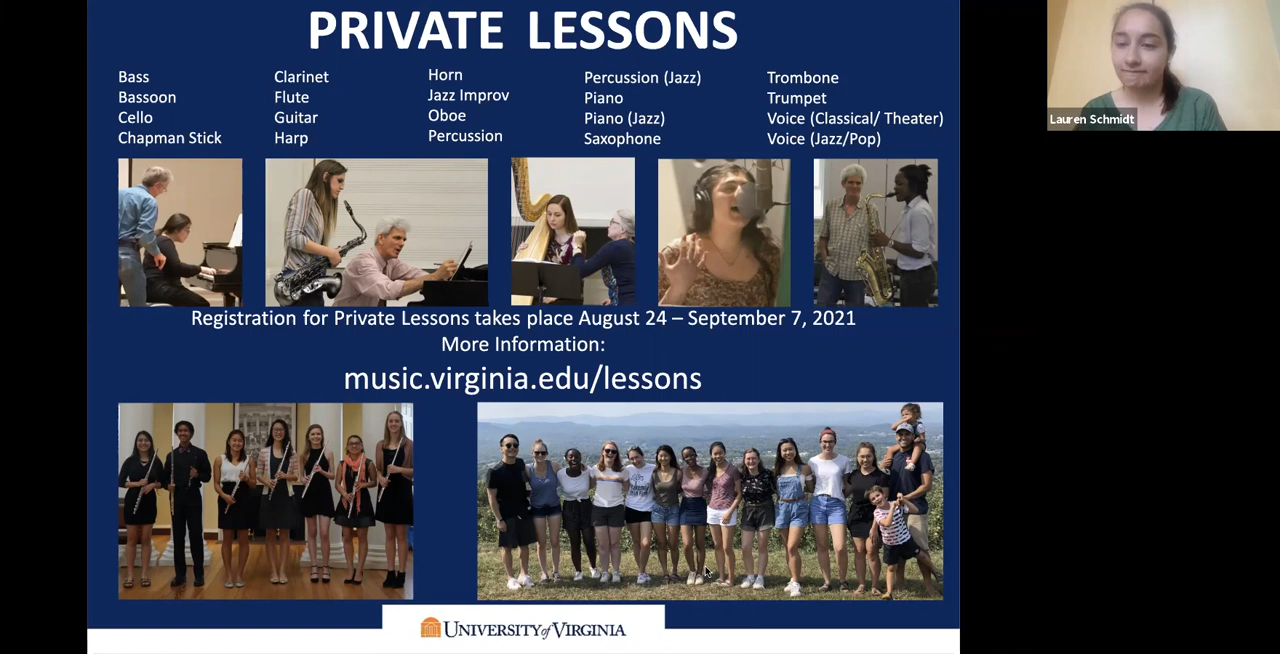 PRIVATE LESSONS
Bass
Bassoon
Cello
Chapman Stick
Clarinet
Flute
Guitar
Harp
Horn
Jazz Improv
Oboe
Percussion
Percussion (Jazz)
Piano
Piano (Jazz)
Saxophone
Trombone
Trumpet
Voice (Classical/ Theater)
Voice (Jazz/Pop)
Registration for Private Lessons takes place August 24 – September 7, 2021
More Information:
music.virginia.edu/lessons
UNIVERSITY of VIRGINIA
Lauren Schmidt